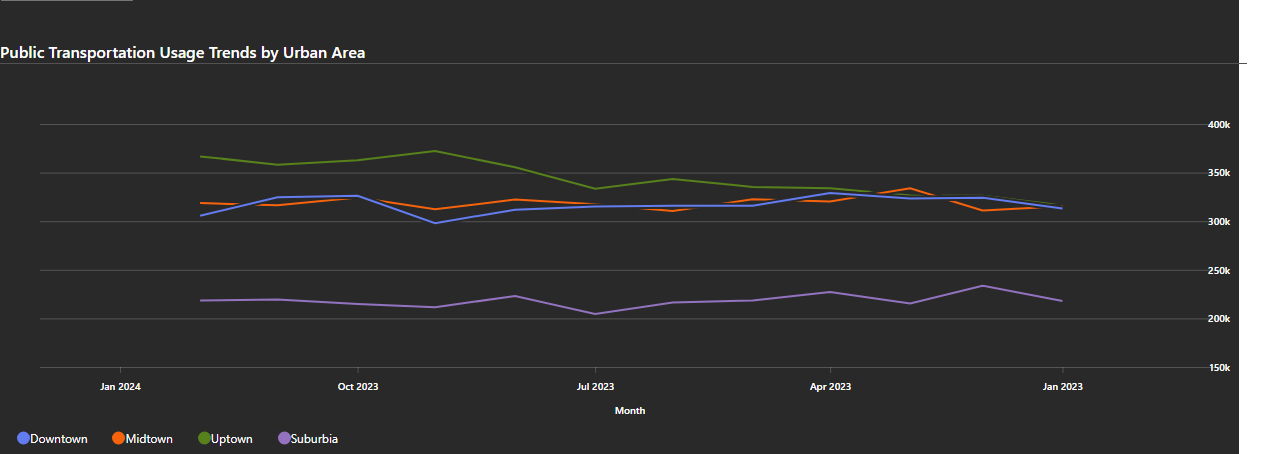 Public Transportation Usage Trends by Urban Area
400k
350k
300k
250k
200k
150k
Jan 2024 Oct 2023 Jul 2023 Apr 2023 Jan 2023
Month
Downtown Midtown Uptown Suburbia